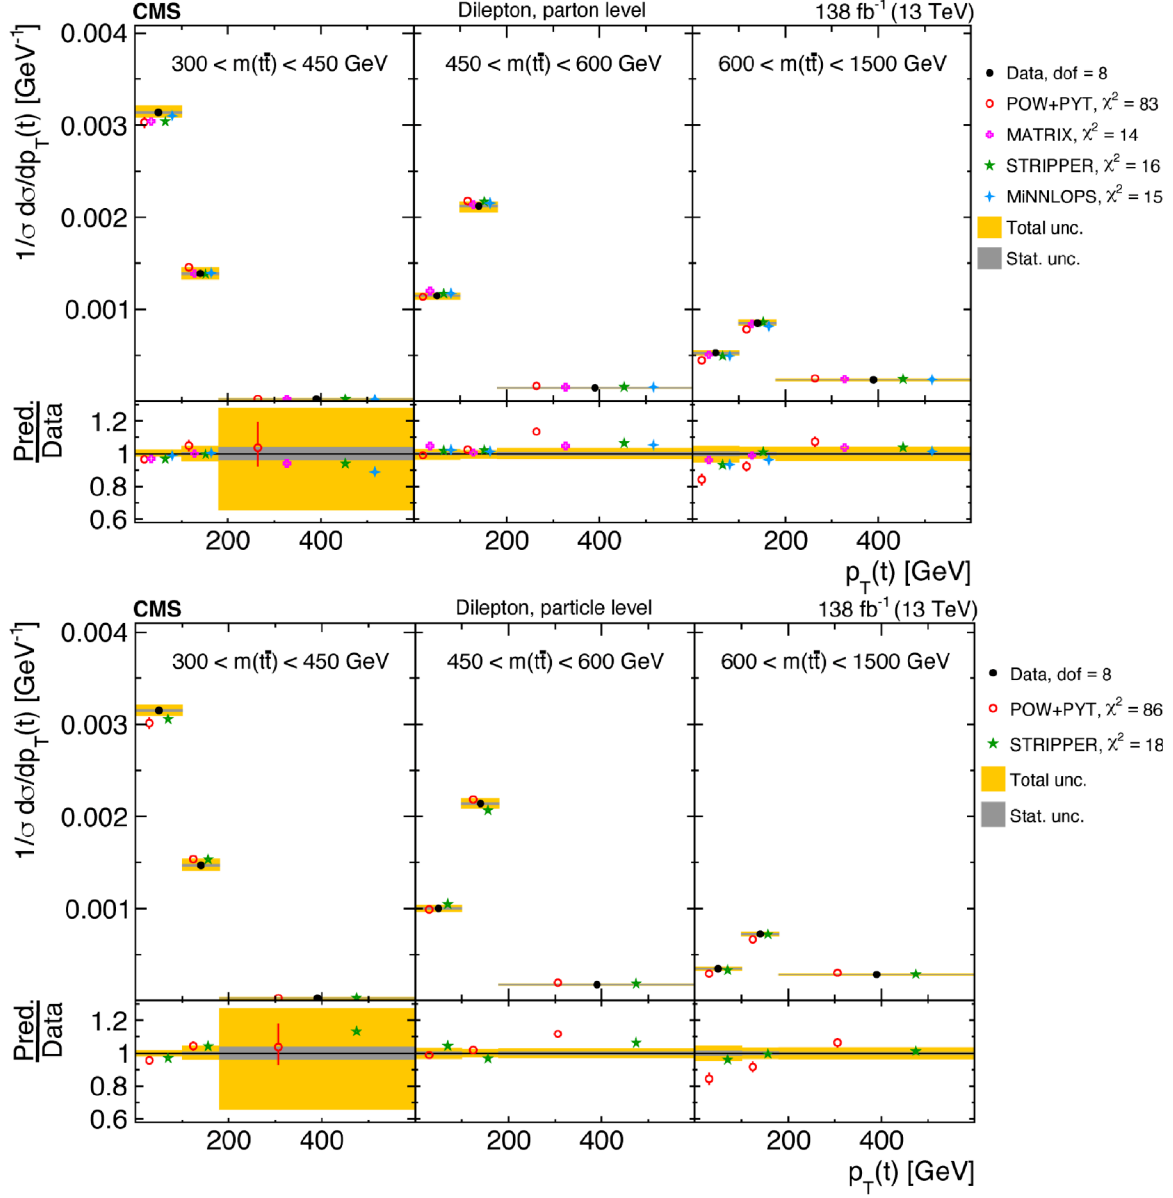 CMS Dilepton, parton level 138 fb⁻¹ (13 TeV)
1/σ dσ/dp_T(t) [GeV⁻¹]
0.004
0.003
0.002
0.001
300 < m(tt̄) < 450 GeV
450 < m(tt̄) < 600 GeV
600 < m(tt̄) < 1500 GeV
Data, dof = 8
POW+PYT, χ² = 83
MATRIX, χ² = 14
STRIPPER, χ² = 16
MiNNLOPS, χ² = 15
Total unc.
Stat. unc.
Pred.
Data
1.2
1
0.8
0.6
200 400 200 400 200 400
p_T(t) [GeV]
CMS Dilepton, particle level 138 fb⁻¹ (13 TeV)
1/σ dσ/dp_T(t) [GeV⁻¹]
0.004
0.003
0.002
0.001
300 < m(tt̄) < 450 GeV
450 < m(tt̄) < 600 GeV
600 < m(tt̄) < 1500 GeV
Data, dof = 8
POW+PYT, χ² = 86
STRIPPER, χ² = 18
Total unc.
Stat. unc.
Pred.
Data
1.2
1
0.8
0.6
200 400 200 400 200 400
p_T(t) [GeV]